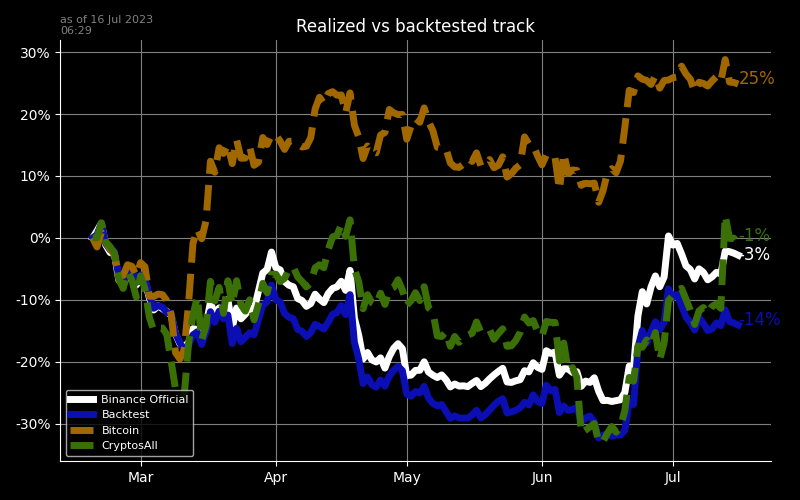 as of 16 Jul 2023
06:29
Realized vs backtested track
30%
20%
10%
0%
-10%
-20%
-30%
25%
-1%
-3%
-14%
Binance Official
Backtest
Bitcoin
CryptosAll
Mar Apr May Jun Jul